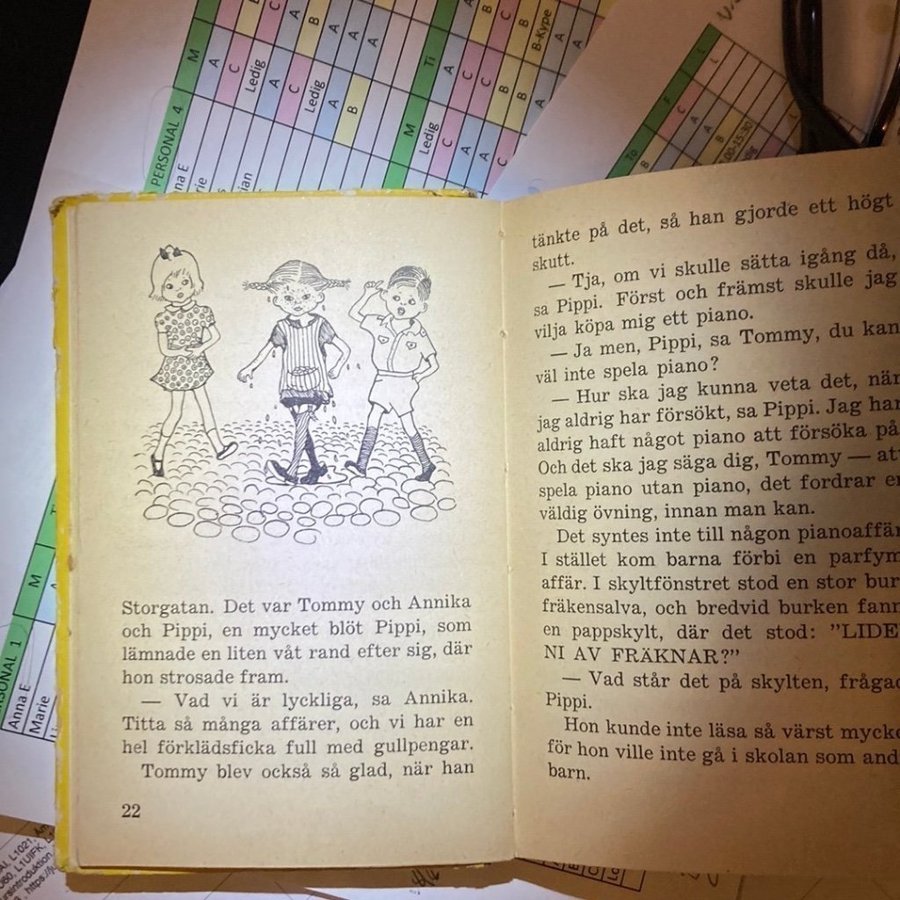 PERSONAL 4
M
A
C
Ledig
A
C
Ledig
A
B
B
A
B
A
A
M
Ledig
C
A
A
C
Ti
A
C
C
B
B
B-Kype
A
A
Storgatan. Det var Tommy och Annika
och Pippi, en mycket blöt Pippi, som
lämnade en liten våt rand efter sig, där
hon strosade fram.
— Vad vi är lyckliga, sa Annika.
Titta så många affärer, och vi har en
hel förklädsficka full med gullpengar.
Tommy blev också så glad, när han
22
tänkte på det, så han gjorde ett högt
skutt.
— Tja, om vi skulle sätta igång då,
sa Pippi. Först och främst skulle jag
vilja köpa mig ett piano.
— Ja men, Pippi, sa Tommy, du kan
väl inte spela piano?
— Hur ska jag kunna veta det, när
jag aldrig har försökt, sa Pippi. Jag har
aldrig haft något piano att försöka på
Och det ska jag säga dig, Tommy — att
spela piano utan piano, det fordrar en
väldig övning, innan man kan.
Det syntes inte till någon pianoaffär
I stället kom barna förbi en parfym
affär. I skyltfönstret stod en stor bur
fräkensalva, och bredvid burken fann
en pappskylt, där det stod: ”LIDE
NI AV FRÄKNAR?”
— Vad står det på skylten, frågad
Pippi.
Hon kunde inte läsa så värst mycke
för hon ville inte gå i skolan som and
barn.
PERSONAL 1
M
Anna E
Marie